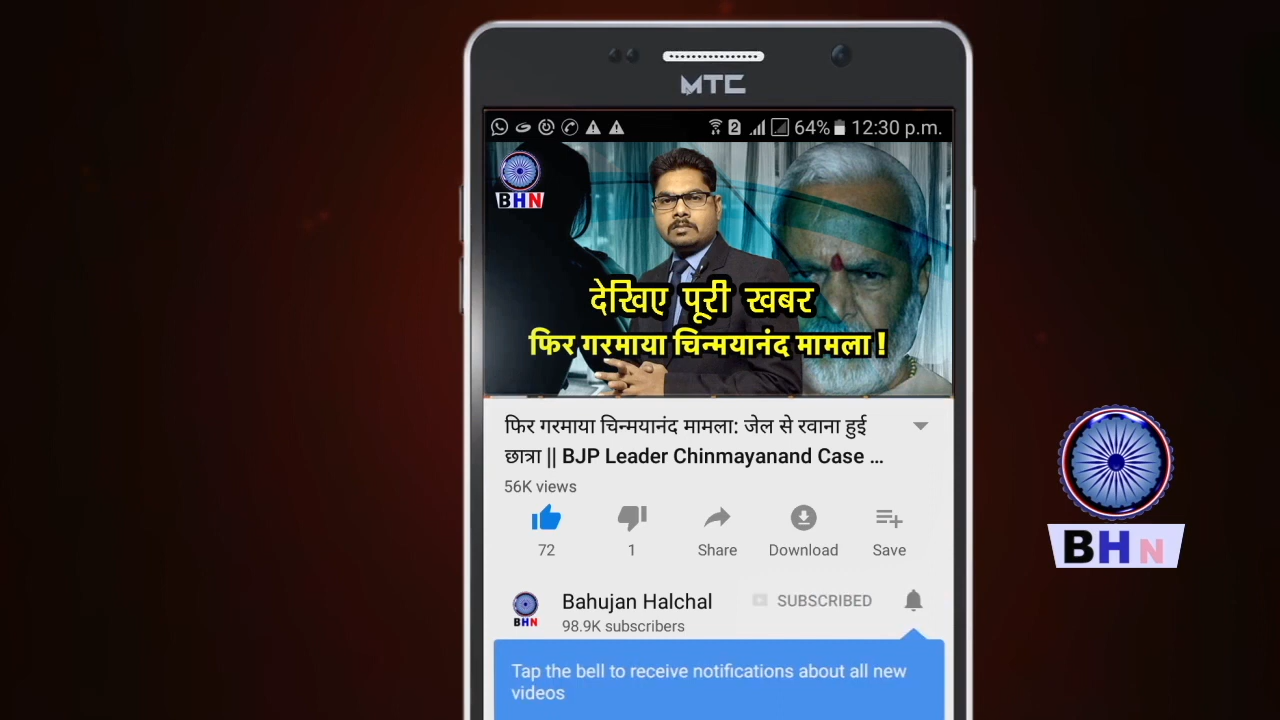 MTC
2 64% 12:30 p.m.
BHN
देखिए पूरी खबर
फिर गरमाया चिन्मयानंद मामला !
फिर गरमाया चिन्मयानंद मामला: जेल से रवाना हुई
छात्रा || BJP Leader Chinmayanand Case ...
56K views
72 1 Share Download Save
Bahujan Halchal SUBSCRIBED
98.9K subscribers
BHN
Tap the bell to receive notifications about all new
videos
BHN